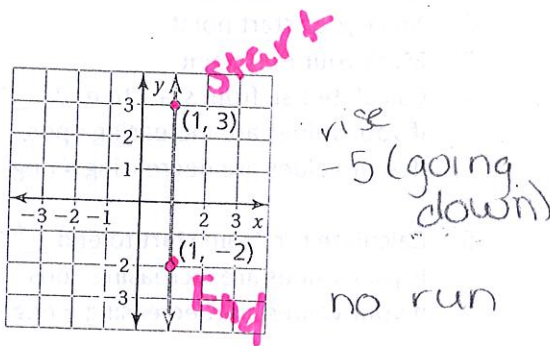 start
y
3
(1, 3)
2
1
-3 -2 -1
2 3 x
(1, -2)
-2
-3
End
rise
-5 (going
down)
no run